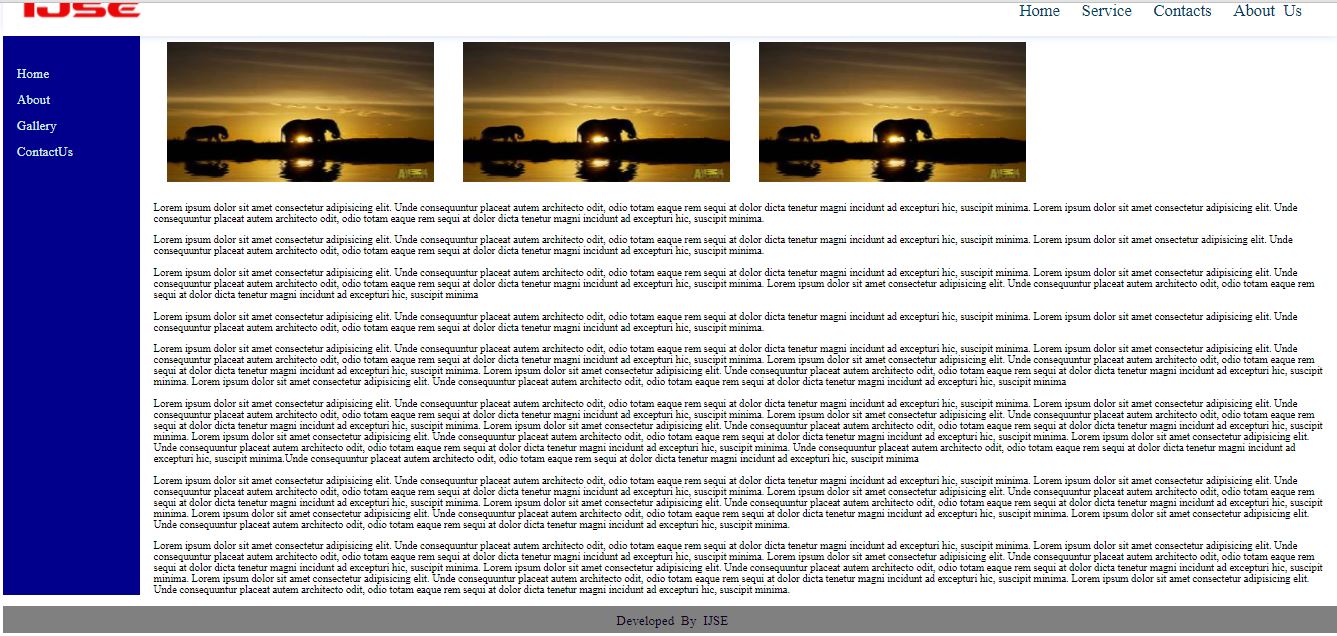 IJSE
Home Service Contacts About Us
Home
About
Gallery
ContactUs
Lorem ipsum dolor sit amet consectetur adipisicing elit. Unde consequuntur placeat autem architecto odit, odio totam eaque rem sequi at dolor dicta tenetur magni incidunt ad excepturi hic, suscipit minima. Lorem ipsum dolor sit amet consectetur adipisicing elit. Unde
consequuntur placeat autem architecto odit, odio totam eaque rem sequi at dolor dicta tenetur magni incidunt ad excepturi hic, suscipit minima.
Lorem ipsum dolor sit amet consectetur adipisicing elit. Unde consequuntur placeat autem architecto odit, odio totam eaque rem sequi at dolor dicta tenetur magni incidunt ad excepturi hic, suscipit minima. Lorem ipsum dolor sit amet onsectetur adipisicing elit. Unde
consequuntur placeat autem architecto odit, odio totam eaque rem sequi at dolor dicta tenetur magni incidunt ad excepturi hic, suscipit minima.
Lorem ipsum dolor sit amet consectetur adipisicing elit. Unde consequuntur placeat autem architecto odit, odio totam eaque rem sequi at dolor dicta tenetur magni incidunt ad excepturi hic, suscipit minima. Lorem ipsum dolor sit amet consectetur adipisicing elit. Unde
consequuntur placeat autem architecto odit, odio totam eaque rem sequi at dolor dicta tenetur magni incidunt ad excepturi hic, suscipit minima. Lorem ipsum dolor sit amet consectetur adipisicing elit. Unde consequuntur placeat autem architecto odit, odio totam eaque rem
sequi at dolor dicta tenetur magni incidunt ad excepturi hic, suscipit minima
Lorem ipsum dolor sit amet consectetur adipisicing elit. Unde consequuntur placeat autem architecto odit, odio totam eaque rem sequi at dolor dicta tenetur magni incidunt ad excepturi hic, suscipit minima. Lorem ipsum dolor sit amet consectetur adipisicing elit. Unde
consequuntur placeat autem architecto odit, odio totam eaque rem sequi at dolor dicta tenetur magni incidunt ad excepturi hic, suscipit minima.
Lorem ipsum dolor sit amet consectetur adipisicing elit. Unde consequuntur placeat autem architecto odit, odio totam eaque rem sequi at dolor dicta tenetur magni incidunt ad excepturi hic, suscipit minima. Lorem ipsum dolor sit amet consectetur adipisicing elit. Unde
consequuntur placeat autem architecto odit, odio totam eaque rem sequi at dolor dicta tenetur magni incidunt ad excepturi hic, suscipit minima. Lorem ipsum dolor sit amet consectetur adipisicing elit. Unde consequuntur placeat autem architecto odit, odio totam eaque rem
sequi at dolor dicta tenetur magni incidunt ad excepturi hic, suscipit minima. Lorem ipsum dolor sit amet consectetur adipisicing elit. Unde consequuntur placeat autem architecto odit, odio totam eaque rem sequi at dolor dicta tenetur magni incidunt ad excepturi hic, suscipit
minima. Lorem ipsum dolor sit amet consectetur adipisicing elit. Unde consequuntur placeat autem architecto odit, odio totam eaque rem sequi at dolor dicta tenetur magni incidunt ad excepturi hic, suscipit minima
Lorem ipsum dolor sit amet consectetur adipisicing elit. Unde consequuntur placeat autem architecto odit, odio totam eaque rem sequi at dolor dicta tenetur magni incidunt ad excepturi hic, suscipit minima. Lorem ipsum dolor sit amet consectetur adipisicing elit. Unde
consequuntur placeat autem architecto odit, odio totam eaque rem sequi at dolor dicta tenetur magni incidunt ad excepturi hic, suscipit minima. Lorem ipsum dolor sit amet consectetur adipisicing elit. Unde consequuntur placeat autem architecto odit, odio totam eaque rem
sequi at dolor dicta tenetur magni incidunt ad excepturi hic, suscipit minima. Lorem ipsum dolor sit amet consectetur adipisicing elit. Unde consequuntur placeat autem architecto odit, odio totam eaque rem sequi at dolor dicta tenetur magni incidunt ad excepturi hic, suscipit
minima. Lorem ipsum dolor sit amet consectetur adipisicing elit. Unde consequuntur placeat autem architecto odit, odio totam eaque rem sequi at dolor dicta tenetur magni incidunt ad excepturi hic, suscipit minima. Lorem ipsum dolor sit amet consectetur adipisicing elit.
Unde consequuntur placeat autem architecto odit, odio totam eaque rem sequi at dolor dicta tenetur magni incidunt ad excepturi hic, suscipit minima. Unde consequuntur placeat autem architecto odit, odio totam eaque rem sequi at dolor dicta tenetur magni incidunt ad
excepturi hic, suscipit minima.Unde consequuntur placeat autem architecto odit, odio totam eaque rem sequi at dolor dicta tenetur magni incidunt ad excepturi hic, suscipit minima
Lorem ipsum dolor sit amet consectetur adipisicing elit. Unde consequuntur placeat autem architecto odit, odio totam eaque rem sequi at dolor dicta tenetur magni incidunt ad excepturi hic, suscipit minima. Lorem ipsum dolor sit amet consectetur adipisicing elit. Unde
consequuntur placeat autem architecto odit, odio totam eaque rem sequi at dolor dicta tenetur magni incidunt ad excepturi hic, suscipit minima. Lorem ipsum dolor sit amet consectetur adipisicing elit. Unde consequuntur placeat autem architecto odit, odio totam eaque rem
sequi at dolor dicta tenetur magni incidunt ad excepturi hic, suscipit minima. Lorem ipsum dolor sit amet consectetur adipisicing elit. Unde consequuntur placeat autem architecto odit, odio totam eaque rem sequi at dolor dicta tenetur magni incidunt ad excepturi hic, suscipit
minima. Lorem ipsum dolor sit amet consectetur adipisicing elit. Unde consequuntur placeat autem architecto odit, odio totam eaque rem sequi at dolor dicta tenetur magni incidunt ad excepturi hic, suscipit minima. Lorem ipsum dolor sit amet consectetur adipisicing elit.
Unde consequuntur placeat autem architecto odit, odio totam eaque rem sequi at dolor dicta tenetur magni incidunt ad excepturi hic, suscipit minima.
Lorem ipsum dolor sit amet consectetur adipisicing elit. Unde consequuntur placeat autem architecto odit, odio totam eaque rem sequi at dolor dicta tenetur magni incidunt ad excepturi hic, suscipit minima. Lorem ipsum dolor sit amet consectetur adipisicing elit. Unde
consequuntur placeat autem architecto odit, odio totam eaque rem sequi at dolor dicta tenetur magni incidunt ad excepturi hic, suscipit minima. Lorem ipsum dolor sit amet consectetur adipisicing elit. Unde consequuntur placeat autem architecto odit, odio totam eaque rem
sequi at dolor dicta tenetur magni incidunt ad excepturi hic, suscipit minima. Lorem ipsum dolor sit amet consectetur adipisicing elit. Unde consequuntur placeat autem architecto odit, odio totam eaque rem sequi at dolor dicta tenetur magni incidunt ad excepturi hic, suscipit
minima. Lorem ipsum dolor sit amet consectetur adipisicing elit. Unde consequuntur placeat autem architecto odit, odio totam eaque rem sequi at dolor dicta tenetur magni incidunt ad excepturi hic, suscipit minima. Lorem ipsum dolor sit amet consectetur adipisicing elit.
Unde consequuntur placeat autem architecto odit, odio totam eaque rem sequi at dolor dicta tenetur magni incidunt ad excepturi hic, suscipit minima.
Developed By IJSE